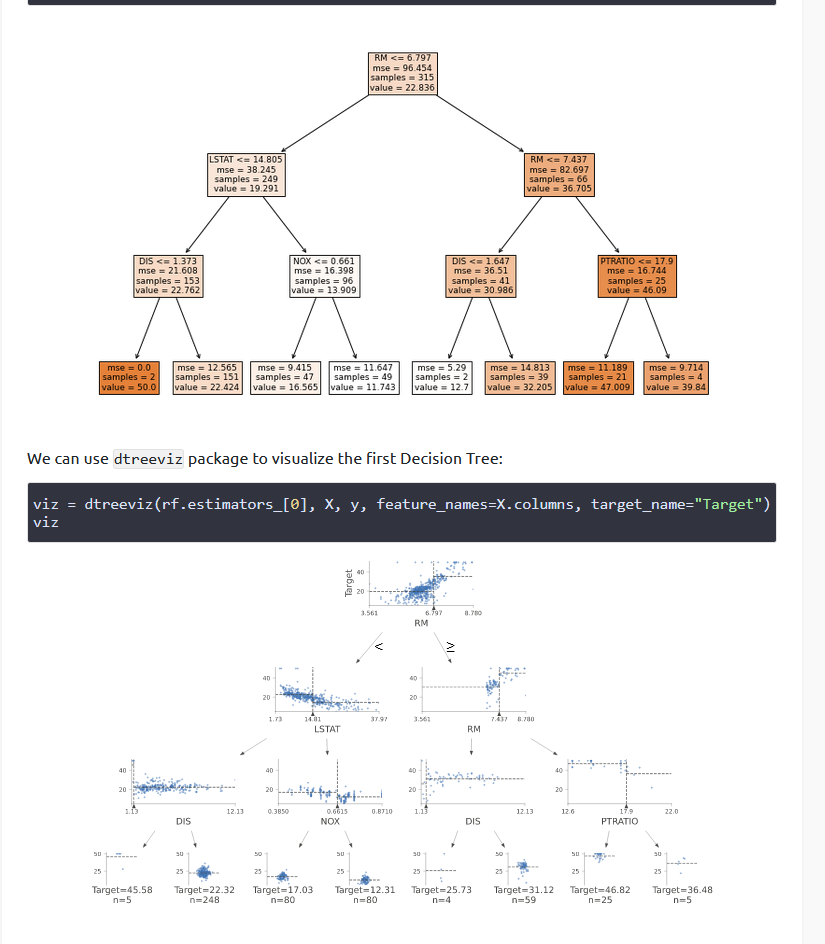 RM <= 6.797
mse = 96.454
samples = 315
value = 22.836
LSTAT <= 14.805
mse = 38.245
samples = 249
value = 19.291
RM <= 7.437
mse = 82.697
samples = 66
value = 36.705
DIS <= 1.373
mse = 21.608
samples = 153
value = 22.762
NOX <= 0.661
mse = 16.398
samples = 96
value = 13.909
DIS <= 1.647
mse = 36.51
samples = 41
value = 30.986
PTRATIO <= 17.9
mse = 16.744
samples = 25
value = 46.09
mse = 0.0
samples = 2
value = 50.0
mse = 12.565
samples = 151
value = 22.424
mse = 9.415
samples = 47
value = 16.565
mse = 11.647
samples = 49
value = 11.743
mse = 5.29
samples = 2
value = 12.7
mse = 14.813
samples = 39
value = 32.205
mse = 11.189
samples = 21
value = 47.009
mse = 9.714
samples = 4
value = 39.84
We can use dtreeviz package to visualize the first Decision Tree:
viz = dtreeviz(rf.estimators_[0], X, y, feature_names=X.columns, target_name="Target")
viz
Target
40
20
3.561 6.797 8.780
RM
< ≥
40
20
1.73 14.81 37.97
LSTAT
40
20
3.561 7.437 8.780
RM
40
20
1.13 12.13
DIS
40
20
0.3850 0.6615 0.8710
NOX
40
20
1.13 12.13
DIS
40
20
12.6 17.9 22.0
PTRATIO
50
25
Target=45.58
n=5
50
25
Target=22.32
n=248
50
25
Target=17.03
n=80
50
25
Target=12.31
n=80
50
25
Target=25.73
n=4
50
25
Target=31.12
n=59
50
25
Target=46.82
n=25
50
25
Target=36.48
n=5